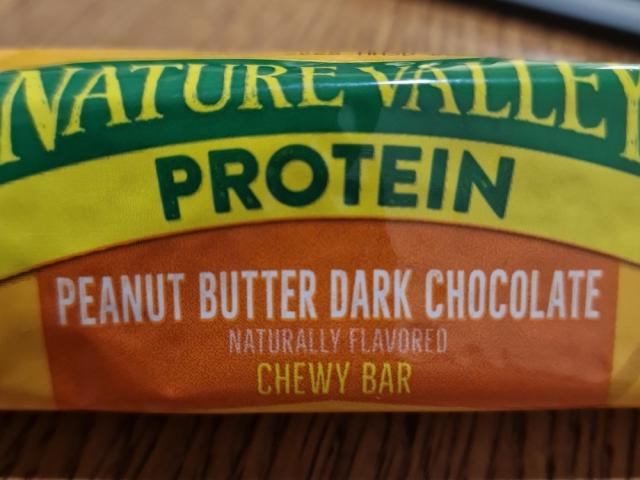 NATURE VALLEY
PROTEIN
PEANUT BUTTER DARK CHOCOLATE
NATURALLY FLAVORED
CHEWY BAR